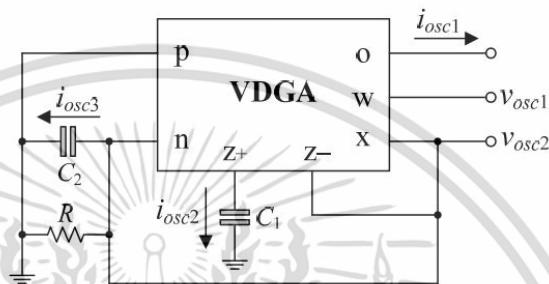 i_osc1
p
o
VDGA
w
v_osc1
i_osc3
n
x
v_osc2
z+
z−
C_2
i_osc2
C_1
R